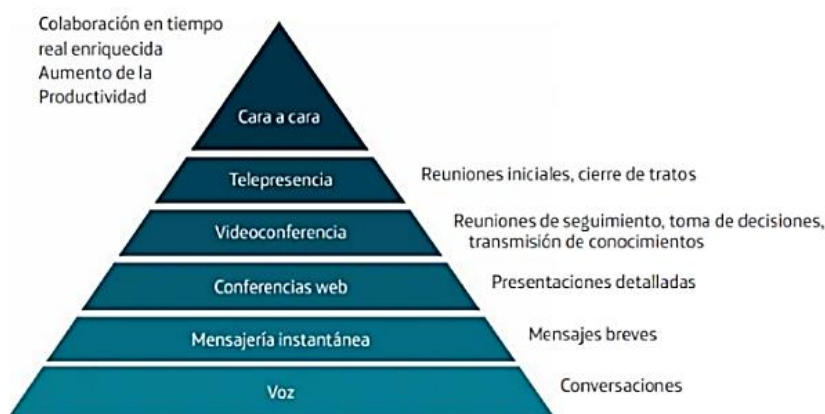 Colaboración en tiempo
real enriquecida
Aumento de la
Productividad
Cara a cara
Telepresencia
Reuniones iniciales, cierre de tratos
Videoconferencia
Reuniones de seguimiento, toma de decisiones,
transmisión de conocimientos
Conferencias web
Presentaciones detalladas
Mensajería instantánea
Mensajes breves
Voz
Conversaciones